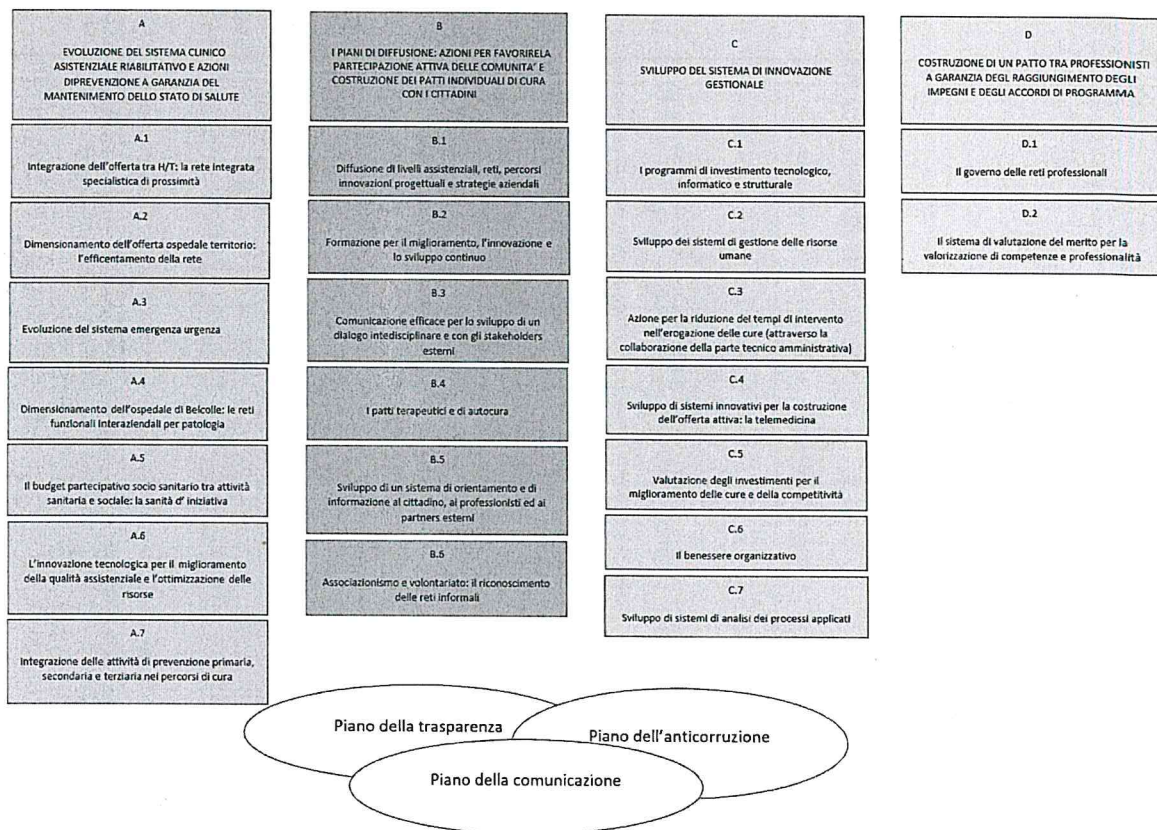 A
EVOLUZIONE DEL SISTEMA CLINICO
ASISTENZIALE RIABILITATIVO E AZIONI
DIPREVENZIONE A GARANZIA DEL
MANTENIMENTO DELLO STATO DI SALUTE
A.1
Integrazione dell'offerta tra H/T: la rete integrata
specialistica di prossimità
A.2
Dimensionamento dell'offerta ospedale territorio:
l'efficentamento della rete
A.3
Evoluzione del sistema emergenza urgenza
A.4
Dimensionamento dell'ospedale di Belcolle: le reti
funzionali interaziendali per patologia
A.5
Il budget partecipativo socio sanitario tra attività
sanitaria e sociale: la sanità d' iniziativa
A.6
L'innovazione tecnologica per il miglioramento
della qualità assistenziale e l'ottimizzazione delle
risorse
A.7
Integrazione delle attività di prevenzione primaria,
secondaria e terziaria nei percorsi di cura
B
I PIANI DI DIFFUSIONE: AZIONI PER FAVORIRELA
PARTECIPAZIONE ATTIVA DELLE COMUNITA' E
COSTRUZIONE DEI PATTI INDIVIDUALI DI CURA
CON I CITTADINI
B.1
Diffusione di livelli assistenziali, reti, percorsi
innovazioni progettuali e strategie aziendali
B.2
Formazione per il miglioramento, l'innovazione e
lo sviluppo continuo
B.3
Comunicazione efficace per lo sviluppo di un
dialogo intedisciplinare e con gli stakeholders
esterni
B.4
I patti terapeutici e di autocura
B.5
Sviluppo di un sistema di orientamento e di
informazione al cittadino, ai professionisti ed ai
partners esterni
B.6
Associazionismo e volontariato: il riconoscimento
delle reti informali
C
SVILUPPO DEL SISTEMA DI INNOVAZIONE
GESTIONALE
C.1
I programmi di investimento tecnologico,
informatico e strutturale
C.2
Sviluppo dei sistemi di gestione delle risorse
umane
C.3
Azione per la riduzione dei tempi di intervento
nell'erogazione delle cure (attraverso la
collaborazione della parte tecnico amministrativa)
C.4
Sviluppo di sistemi innovativi per la costruzione
dell'offerta attiva: la telemedicina
C.5
Valutazione degli investimenti per il
miglioramento delle cure e della competitività
C.6
Il benessere organizzativo
C.7
Sviluppo di sistemi di analisi dei processi applicati
D
COSTRUZIONE DI UN PATTO TRA PROFESSIONISTI
A GARANZIA DEGL RAGGIUNGIMENTO DEGLI
IMPEGNI E DEGLI ACCORDI DI PROGRAMMA
D.1
Il governo delle reti professionali
D.2
Il sistema di valutazione del merito per la
valorizzazione di competenze e professionalità
Piano della trasparenza
Piano dell'anticorruzione
Piano della comunicazione